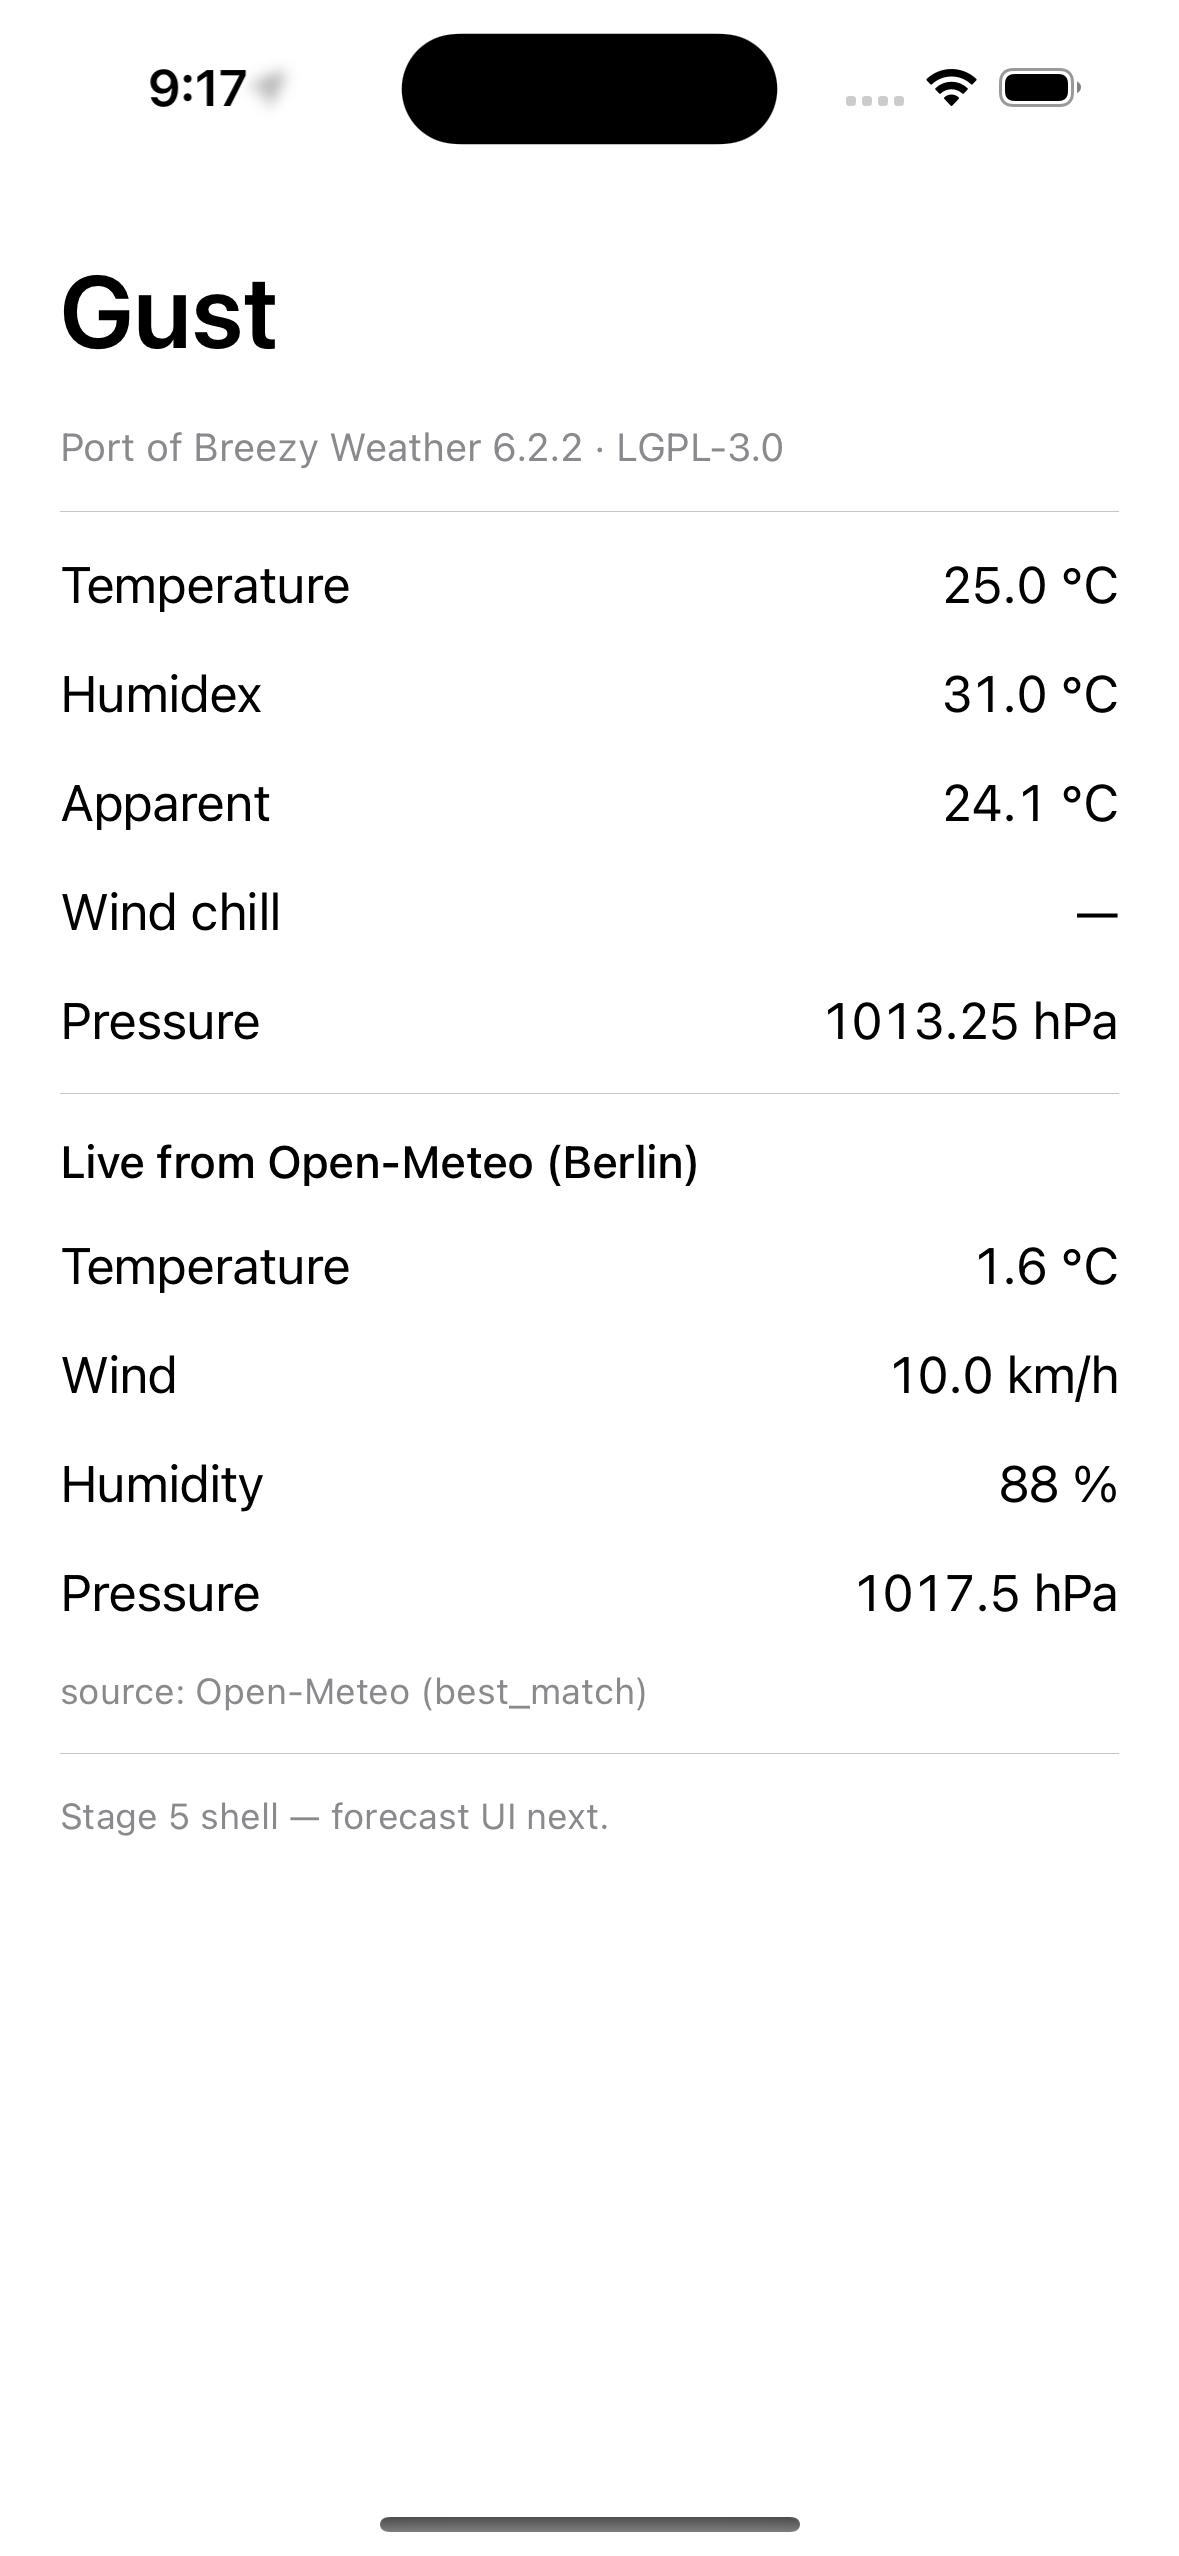 9:17
Gust
Port of Breezy Weather 6.2.2 · LGPL-3.0
Temperature 25.0 °C
Humidex 31.0 °C
Apparent 24.1 °C
Wind chill —
Pressure 1013.25 hPa
Live from Open-Meteo (Berlin)
Temperature 1.6 °C
Wind 10.0 km/h
Humidity 88 %
Pressure 1017.5 hPa
source: Open-Meteo (best_match)
Stage 5 shell — forecast UI next.